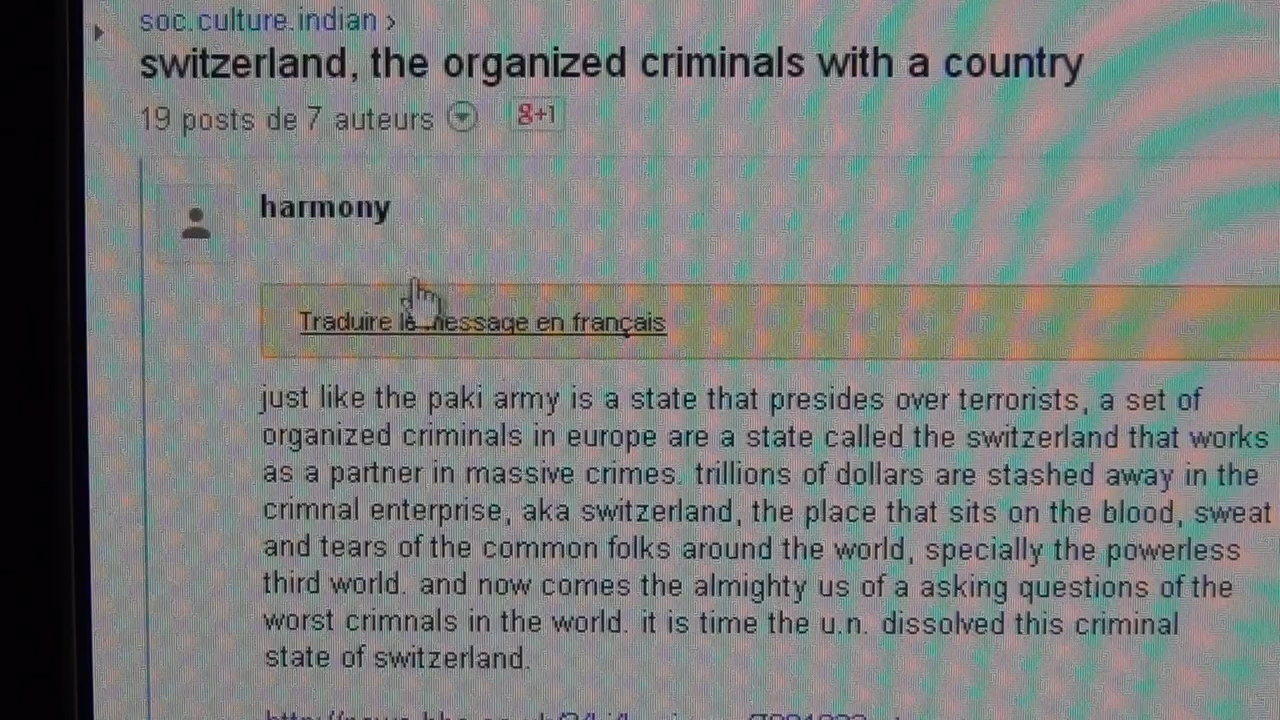 soc.culture.indian ›
switzerland, the organized criminals with a country
19 posts de 7 auteurs
8+1
harmony
Traduire le message en français
just like the paki army is a state that presides over terrorists, a set of
organized criminals in europe are a state called the switzerland that works
as a partner in massive crimes. trillions of dollars are stashed away in the
crimnal enterprise, aka switzerland, the place that sits on the blood, sweat
and tears of the common folks around the world, specially the powerless
third world. and now comes the almighty us of a asking questions of the
worst crimnals in the world. it is time the u.n. dissolved this criminal
state of switzerland.